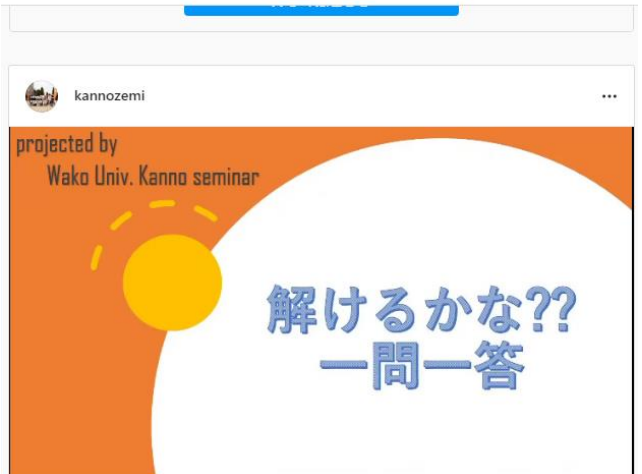 kannozemi
projected by
Wako Univ. Kanno seminar
解けるかな??
一問一答